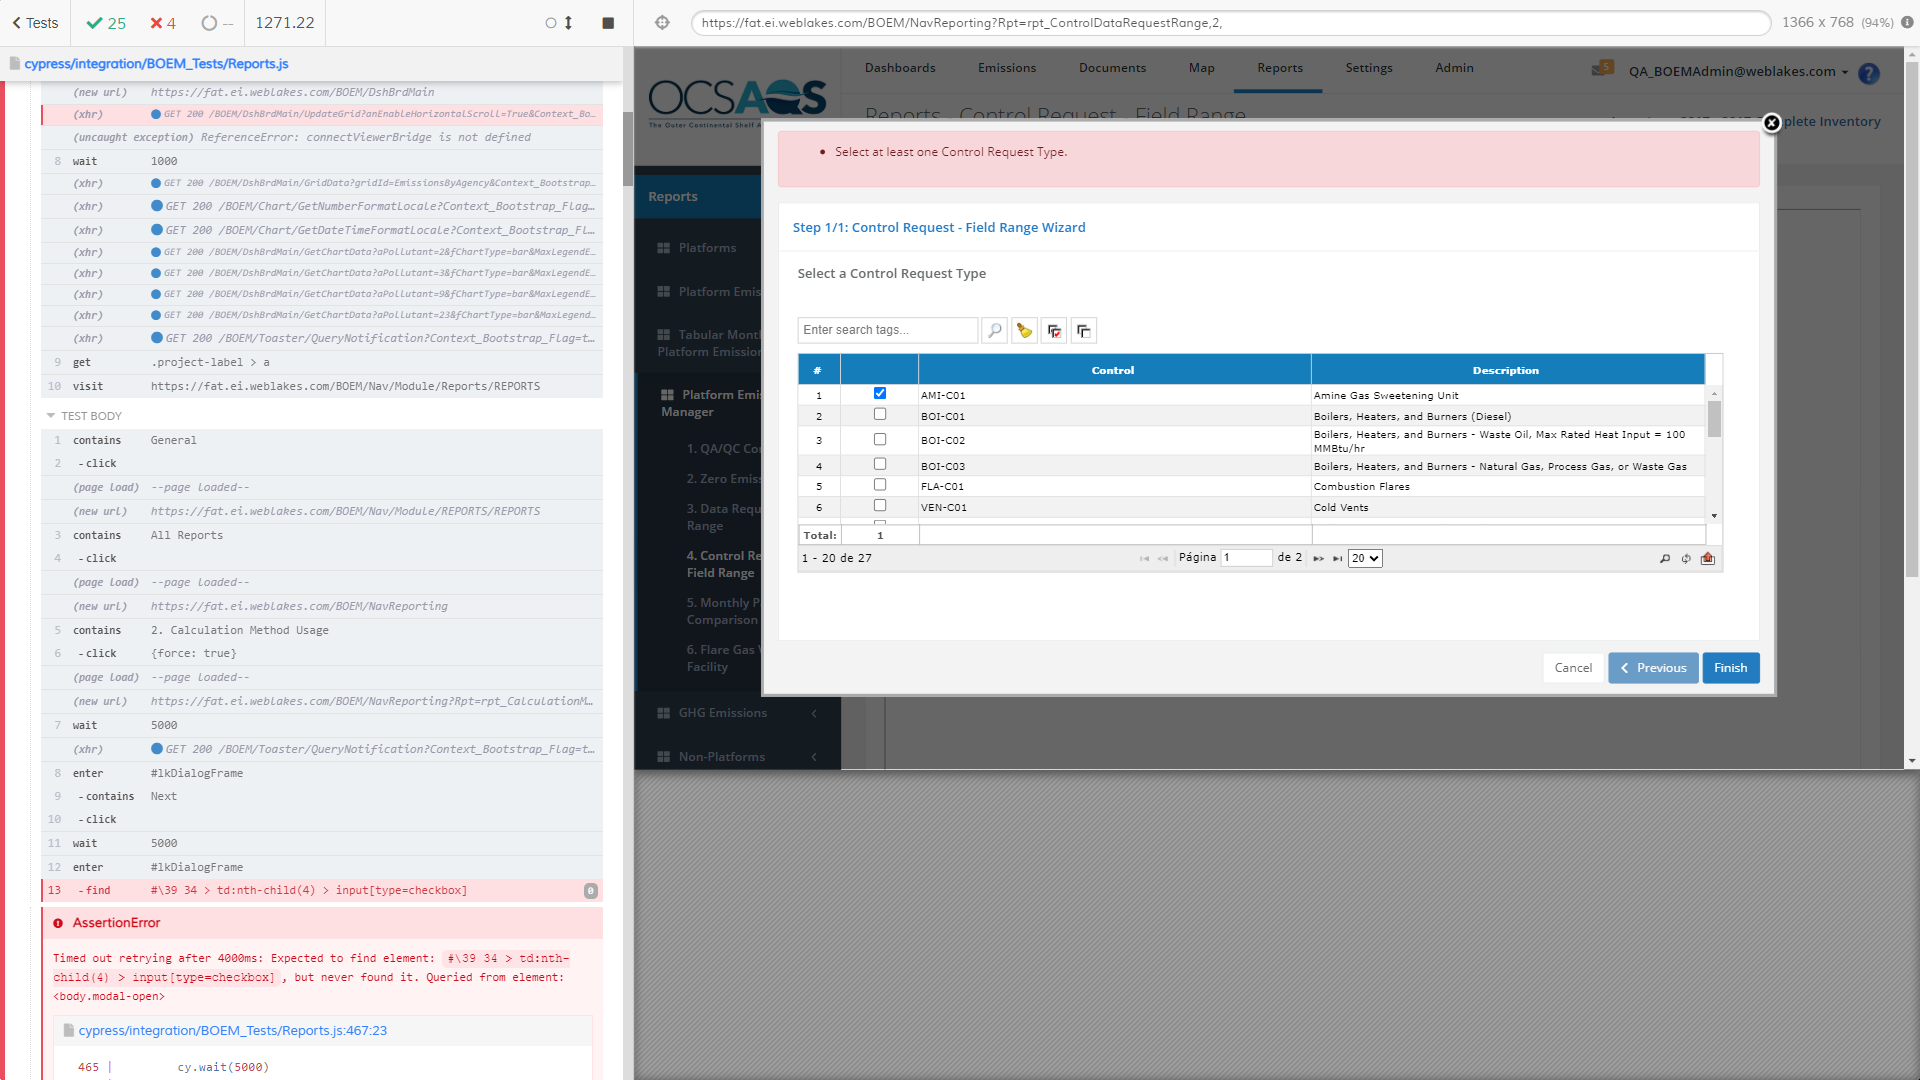 Tests
25
4
--
1271.22
https://fat.ei.weblakes.com/BOEM/NavReporting?Rpt=rpt_ControlDataRequestRange,2,
1366 x 768 (94%)
cypress/integration/BOEM_Tests/Reports.js
(new url) https://fat.ei.weblakes.com/BOEM/DshBrdMain
(xhr) GET 200 /BOEM/DshBrdMain/UpdateGrid?anEnableHorizontalScroll=True&Context_Bo...
(uncaught exception) ReferenceError: connectViewerBridge is not defined
8 wait 1000
(xhr) GET 200 /BOEM/DshBrdMain/GridData?gridId=EmissionsByAgency&Context_Bootstrap...
(xhr) GET 200 /BOEM/Chart/GetNumberFormatLocale?Context_Bootstrap_Flag...
(xhr) GET 200 /BOEM/Chart/GetDateTimeFormatLocale?Context_Bootstrap_Fl...
(xhr) GET 200 /BOEM/DshBrdMain/GetChartData?aPollutant=2&fChartType=bar&MaxLegendE...
(xhr) GET 200 /BOEM/DshBrdMain/GetChartData?aPollutant=3&fChartType=bar&MaxLegendE...
(xhr) GET 200 /BOEM/DshBrdMain/GetChartData?aPollutant=9&fChartType=bar&MaxLegendE...
(xhr) GET 200 /BOEM/DshBrdMain/GetChartData?aPollutant=23&fChartType=bar&MaxLegend...
(xhr) GET 200 /BOEM/Toaster/QueryNotification?Context_Bootstrap_Flag=t...
9 get .project-label > a
10 visit https://fat.ei.weblakes.com/BOEM/Nav/Module/Reports/REPORTS
TEST BODY
1 contains General
2 -click
(page load) --page loaded--
(new url) https://fat.ei.weblakes.com/BOEM/Nav/Module/REPORTS/REPORTS
3 contains All Reports
4 -click
(page load) --page loaded--
(new url) https://fat.ei.weblakes.com/BOEM/NavReporting
5 contains 2. Calculation Method Usage
6 -click {force: true}
(page load) --page loaded--
(new url) https://fat.ei.weblakes.com/BOEM/NavReporting?Rpt=rpt_CalculationM...
7 wait 5000
(xhr) GET 200 /BOEM/Toaster/QueryNotification?Context_Bootstrap_Flag=t...
8 enter #lkDialogFrame
9 -contains Next
10 -click
11 wait 5000
12 enter #lkDialogFrame
13 -find #\39 34 > td:nth-child(4) > input[type=checkbox] 0
AssertionError
Timed out retrying after 4000ms: Expected to find element: #\39 34 > td:nth-
child(4) > input[type=checkbox] , but never found it. Queried from element:
<body.modal-open>
cypress/integration/BOEM_Tests/Reports.js:467:23
465 | cy.wait(5000)
OCSAQS
The Outer Continental Shelf A
Dashboards Emissions Documents Map Reports Settings Admin
5
QA_BOEMAdmin@weblakes.com
?
Reports - Control Request - Field Range
plete Inventory
Reports
Platforms
Platform Emis
Tabular Mont
Platform Emission
Platform Emi
Manager
1. QA/QC Co
2. Zero Emiss
3. Data Requ
Range
4. Control Re
Field Range
5. Monthly P
Comparison
6. Flare Gas V
Facility
GHG Emissions
Non-Platforms
Select at least one Control Request Type.
Step 1/1: Control Request - Field Range Wizard
Select a Control Request Type
Enter search tags...
# Control Description
1 AMI-C01 Amine Gas Sweetening Unit
2 BOI-C01 Boilers, Heaters, and Burners (Diesel)
3 BOI-C02 Boilers, Heaters, and Burners - Waste Oil, Max Rated Heat Input = 100
MMBtu/hr
4 BOI-C03 Boilers, Heaters, and Burners - Natural Gas, Process Gas, or Waste Gas
5 FLA-C01 Combustion Flares
6 VEN-C01 Cold Vents
Total: 1
1 - 20 de 27
Página 1 de 2
20
Cancel
Previous
Finish